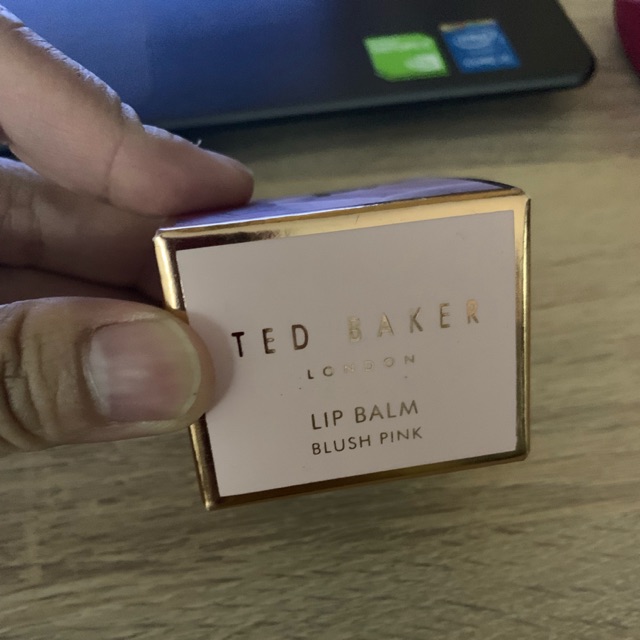 TED BAKER
LONDON
LIP BALM
BLUSH PINK